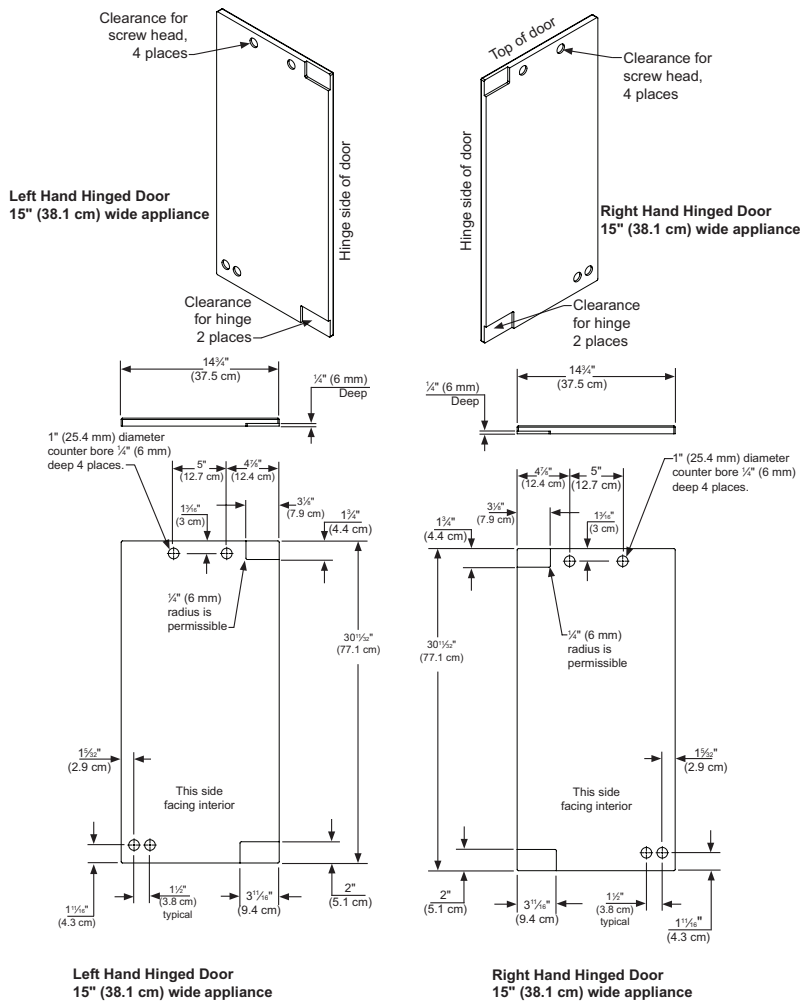 Clearance for
screw head,
4 places
Hinge side of door
Left Hand Hinged Door
15" (38.1 cm) wide appliance
Clearance
for hinge
2 places
Top of door
Clearance for
screw head,
4 places
Hinge side of door
Right Hand Hinged Door
15" (38.1 cm) wide appliance
Clearance
for hinge
2 places
14¾"
(37.5 cm)
¼" (6 mm)
Deep
1" (25.4 mm) diameter
counter bore ¼" (6 mm)
deep 4 places.
5"
(12.7 cm)
4⅞"
(12.4 cm)
3⅛"
(7.9 cm)
1³⁄₁₆"
(3 cm)
1¾"
(4.4 cm)
¼" (6 mm)
radius is
permissible
30¹¹⁄₃₂"
(77.1 cm)
1⁵⁄₃₂"
(2.9 cm)
This side
facing interior
1¹¹⁄₁₆"
(4.3 cm)
1½"
(3.8 cm)
typical
3¹¹⁄₁₆"
(9.4 cm)
2"
(5.1 cm)
Left Hand Hinged Door
15" (38.1 cm) wide appliance
14¾"
(37.5 cm)
¼" (6 mm)
Deep
4⅞"
(12.4 cm)
5"
(12.7 cm)
1" (25.4 mm) diameter
counter bore ¼" (6 mm)
deep 4 places.
3⅛"
(7.9 cm)
1³⁄₁₆"
(3 cm)
1¾"
(4.4 cm)
¼" (6 mm)
radius is
permissible
30¹¹⁄₃₂"
(77.1 cm)
1⁵⁄₃₂"
(2.9 cm)
This side
facing interior
2"
(5.1 cm)
3¹¹⁄₁₆"
(9.4 cm)
1½"
(3.8 cm)
typical
1¹¹⁄₁₆"
(4.3 cm)
Right Hand Hinged Door
15" (38.1 cm) wide appliance